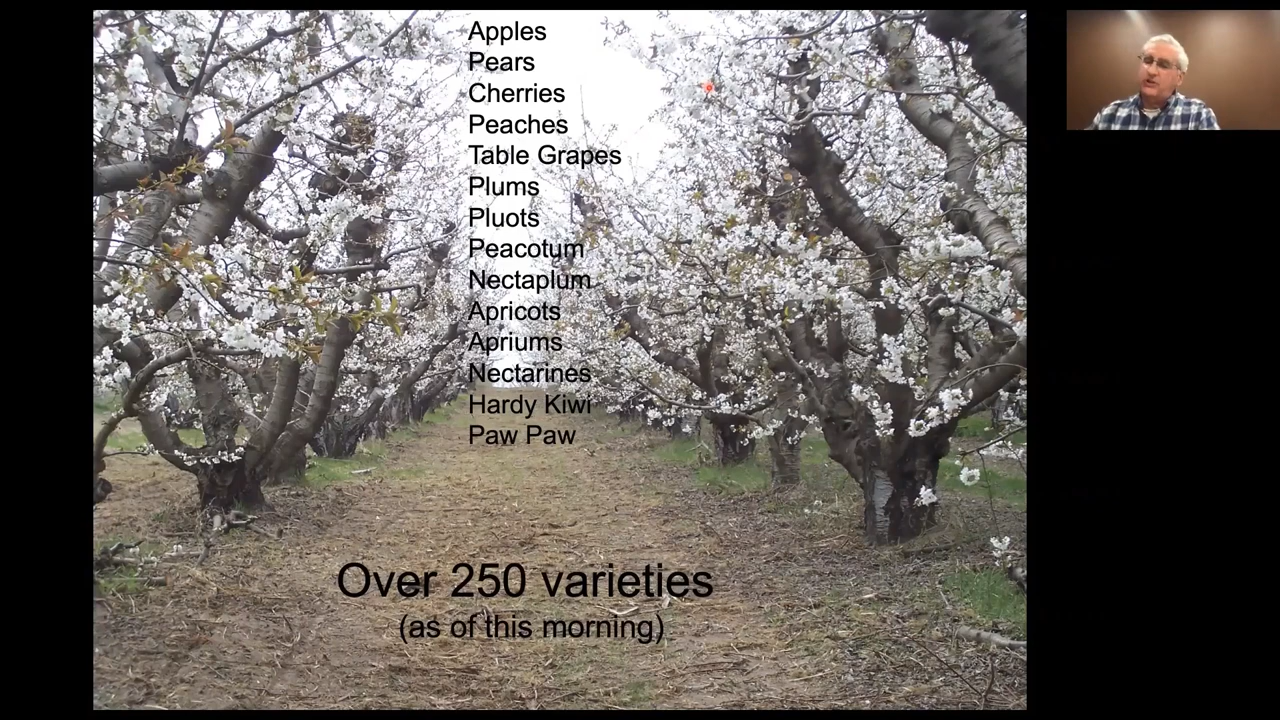 Apples
Pears
Cherries
Peaches
Table Grapes
Plums
Pluots
Peacotum
Nectaplum
Apricots
Apriums
Nectarines
Hardy Kiwi
Paw Paw
Over 250 varieties
(as of this morning)